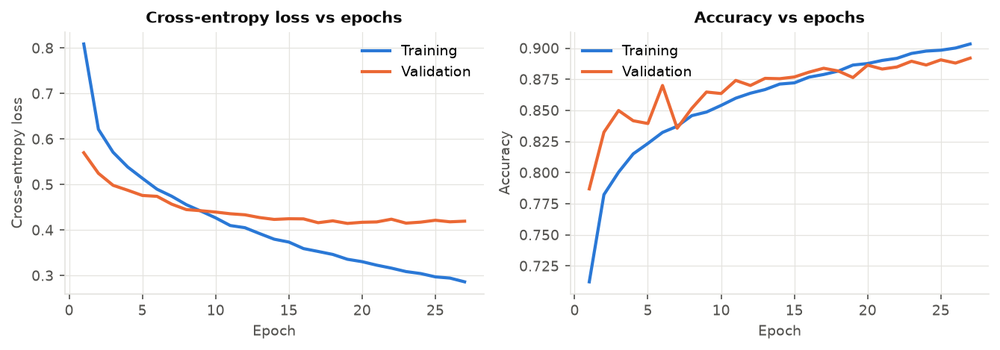 Cross-entropy loss vs epochs
Training
Validation
0.8
0.7
0.6
0.5
0.4
0.3
Cross-entropy loss
0 5 10 15 20 25
Epoch
Accuracy vs epochs
Training
Validation
0.900
0.875
0.850
0.825
0.800
0.775
0.750
0.725
Accuracy
0 5 10 15 20 25
Epoch